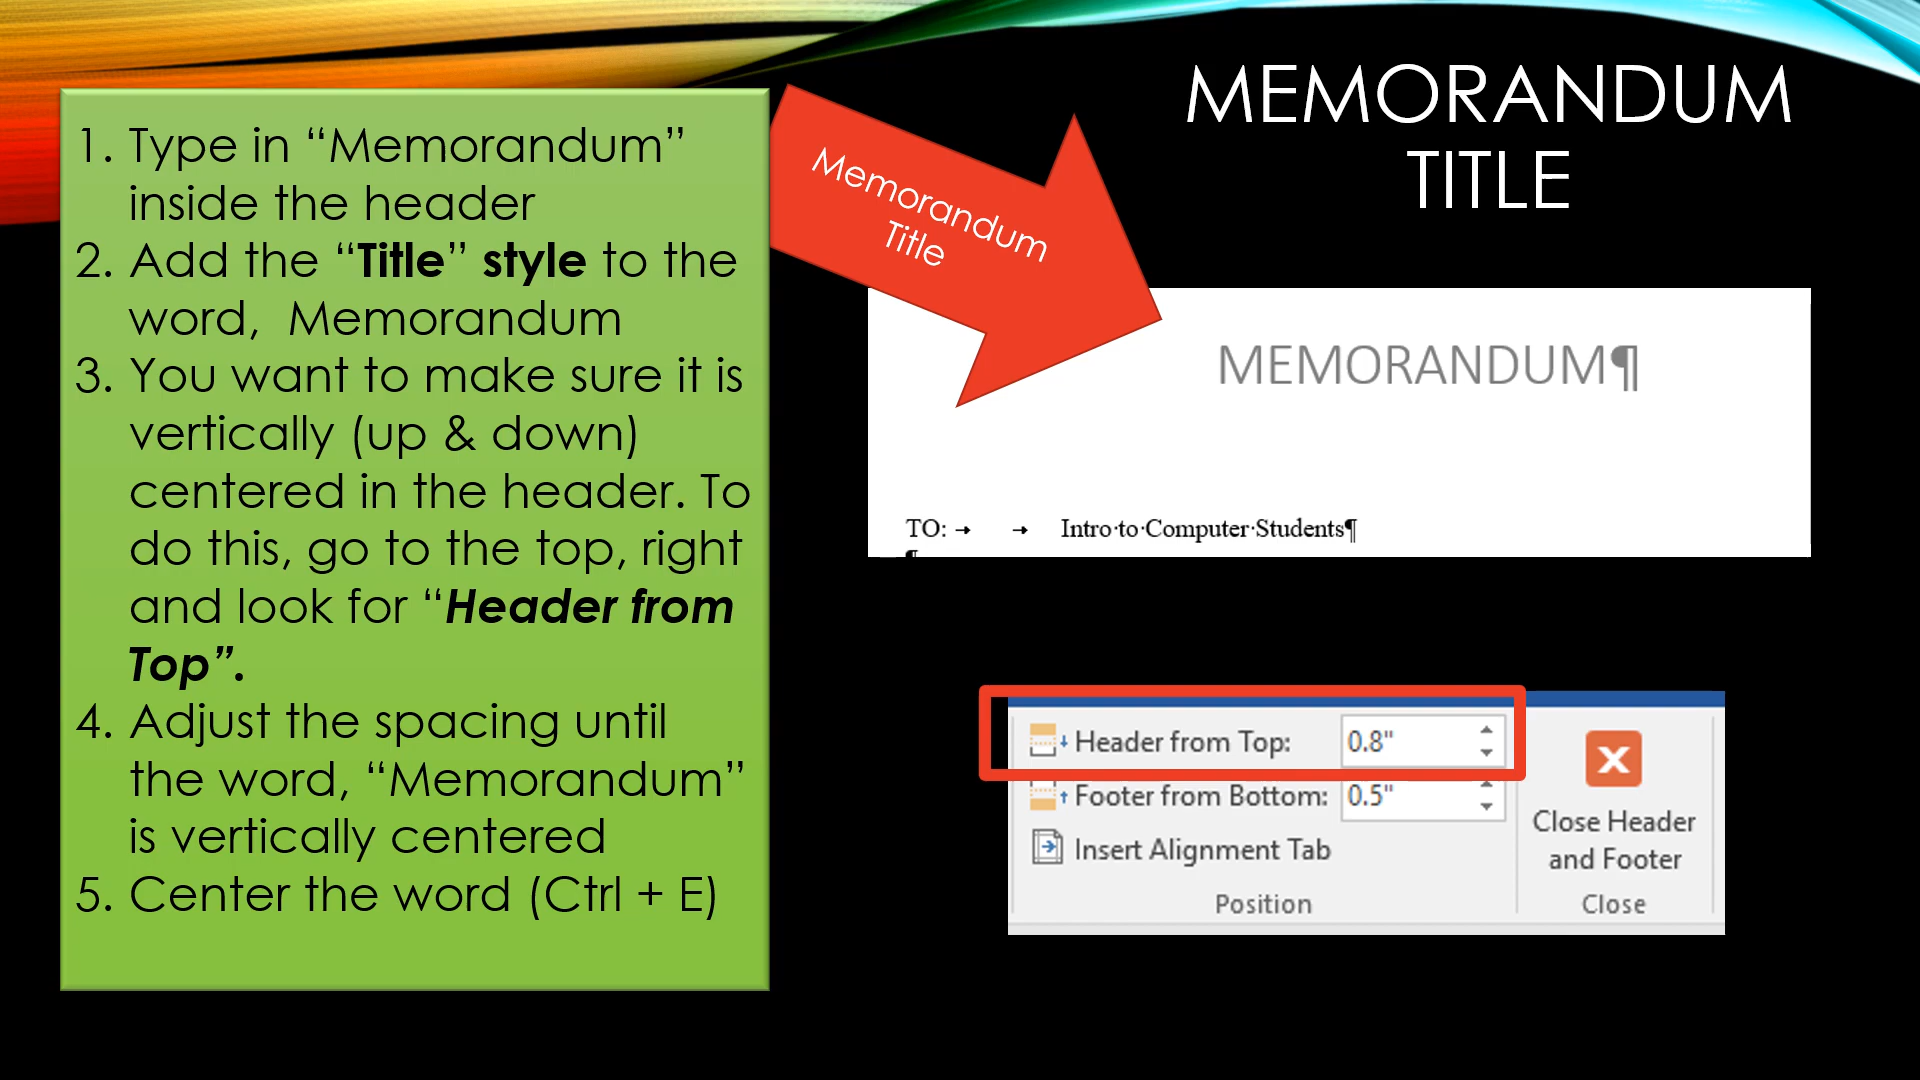 MEMORANDUM
TITLE
1. Type in “Memorandum”
inside the header
2. Add the “Title” style to the
word, Memorandum
3. You want to make sure it is
vertically (up & down)
centered in the header. To
do this, go to the top, right
and look for “Header from
Top”.
4. Adjust the spacing until
the word, “Memorandum”
is vertically centered
5. Center the word (Ctrl + E)
Memorandum
Title
MEMORANDUM¶
TO: → → Intro·to·Computer·Students¶
¶
Header from Top: 0.8"
Footer from Bottom: 0.5"
Insert Alignment Tab
Position
Close Header
and Footer
Close